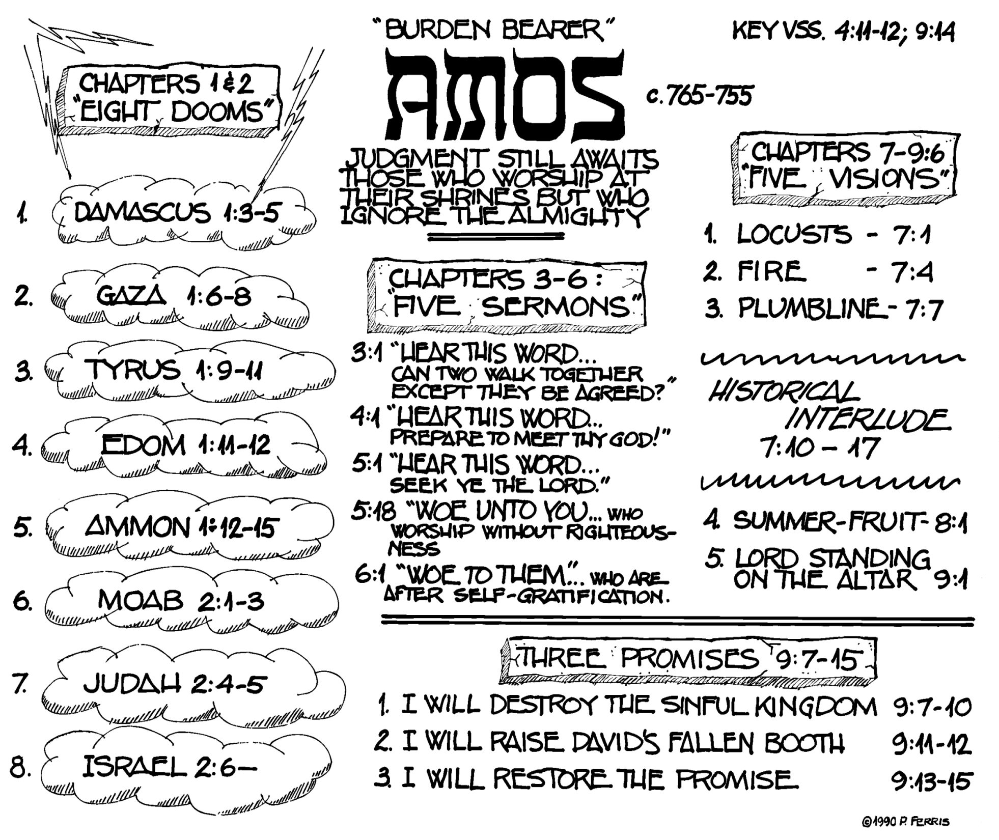 "BURDEN BEARER"
AMOS
c. 765-755
KEY VSS. 4:11-12; 9:14
JUDGMENT STILL AWAITS
THOSE WHO WORSHIP AT
THEIR SHRINES BUT WHO
IGNORE THE ALMIGHTY
CHAPTERS 1 & 2
"EIGHT DOOMS"
1. DAMASCUS 1:3-5
2. GAZA 1:6-8
3. TYRUS 1:9-11
4. EDOM 1:11-12
5. AMMON 1:12-15
6. MOAB 2:1-3
7. JUDAH 2:4-5
8. ISRAEL 2:6—
CHAPTERS 3-6:
"FIVE SERMONS"
3:1 "HEAR THIS WORD...
CAN TWO WALK TOGETHER
EXCEPT THEY BE AGREED?"
4:1 "HEAR THIS WORD...
PREPARE TO MEET THY GOD!"
5:1 "HEAR THIS WORD...
SEEK YE THE LORD."
5:18 "WOE UNTO YOU... WHO
WORSHIP WITHOUT RIGHTEOUS-
NESS
6:1 "WOE TO THEM"... WHO ARE
AFTER SELF-GRATIFICATION.
CHAPTERS 7-9:6
"FIVE VISIONS"
1. LOCUSTS - 7:1
2. FIRE - 7:4
3. PLUMBLINE - 7:7
HISTORICAL
INTERLUDE
7:10 - 17
4. SUMMER-FRUIT - 8:1
5. LORD STANDING
ON THE ALTAR 9:1
THREE PROMISES 9:7-15
1. I WILL DESTROY THE SINFUL KINGDOM 9:7-10
2. I WILL RAISE DAVID'S FALLEN BOOTH 9:11-12
3. I WILL RESTORE THE PROMISE 9:13-15
©1990 P. FERRIS